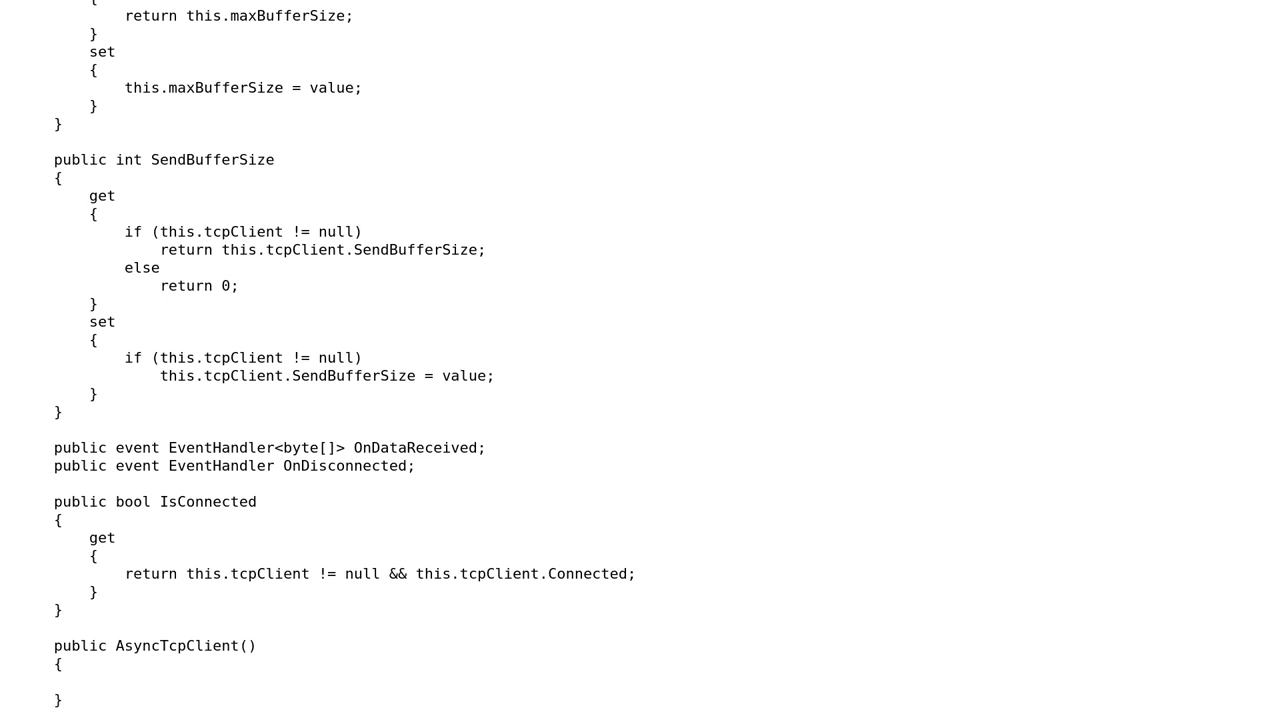 {
            return this.maxBufferSize;
        }
        set
        {
            this.maxBufferSize = value;
        }
    }

    public int SendBufferSize
    {
        get
        {
            if (this.tcpClient != null)
                return this.tcpClient.SendBufferSize;
            else
                return 0;
        }
        set
        {
            if (this.tcpClient != null)
                this.tcpClient.SendBufferSize = value;
        }
    }

    public event EventHandler<byte[]> OnDataReceived;
    public event EventHandler OnDisconnected;

    public bool IsConnected
    {
        get
        {
            return this.tcpClient != null && this.tcpClient.Connected;
        }
    }

    public AsyncTcpClient()
    {

    }